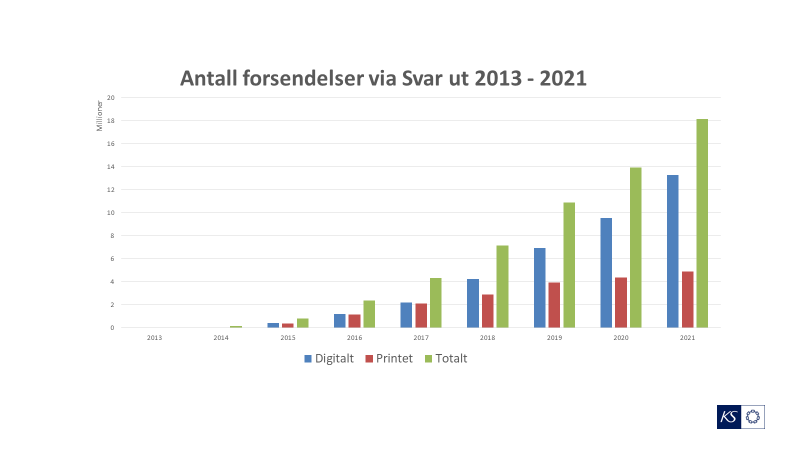 Antall forsendelser via Svar ut 2013 - 2021
Millioner
20
18
16
14
12
10
8
6
4
2
0
2013 2014 2015 2016 2017 2018 2019 2020 2021
Digitalt Printet Totalt
KS